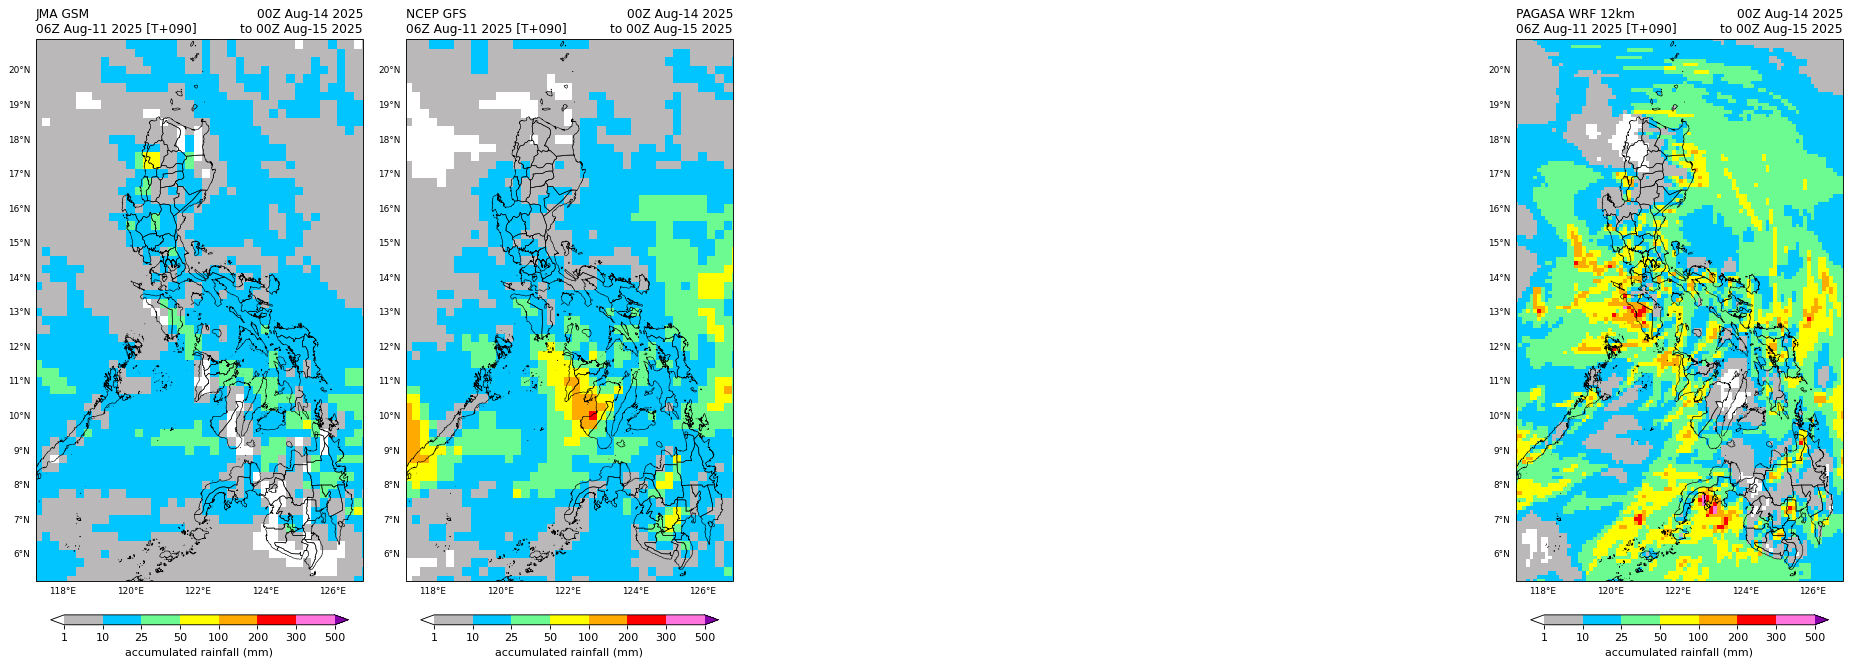 JMA GSM 00Z Aug-14 2025
06Z Aug-11 2025 [T+090] to 00Z Aug-15 2025
20°N
19°N
18°N
17°N
16°N
15°N
14°N
13°N
12°N
11°N
10°N
9°N
8°N
7°N
6°N
118°E 120°E 122°E 124°E 126°E
1 10 25 50 100 200 300 500
accumulated rainfall (mm)
NCEP GFS 00Z Aug-14 2025
06Z Aug-11 2025 [T+090] to 00Z Aug-15 2025
20°N
19°N
18°N
17°N
16°N
15°N
14°N
13°N
12°N
11°N
10°N
9°N
8°N
7°N
6°N
118°E 120°E 122°E 124°E 126°E
1 10 25 50 100 200 300 500
accumulated rainfall (mm)
PAGASA WRF 12km 00Z Aug-14 2025
06Z Aug-11 2025 [T+090] to 00Z Aug-15 2025
20°N
19°N
18°N
17°N
16°N
15°N
14°N
13°N
12°N
11°N
10°N
9°N
8°N
7°N
6°N
118°E 120°E 122°E 124°E 126°E
1 10 25 50 100 200 300 500
accumulated rainfall (mm)